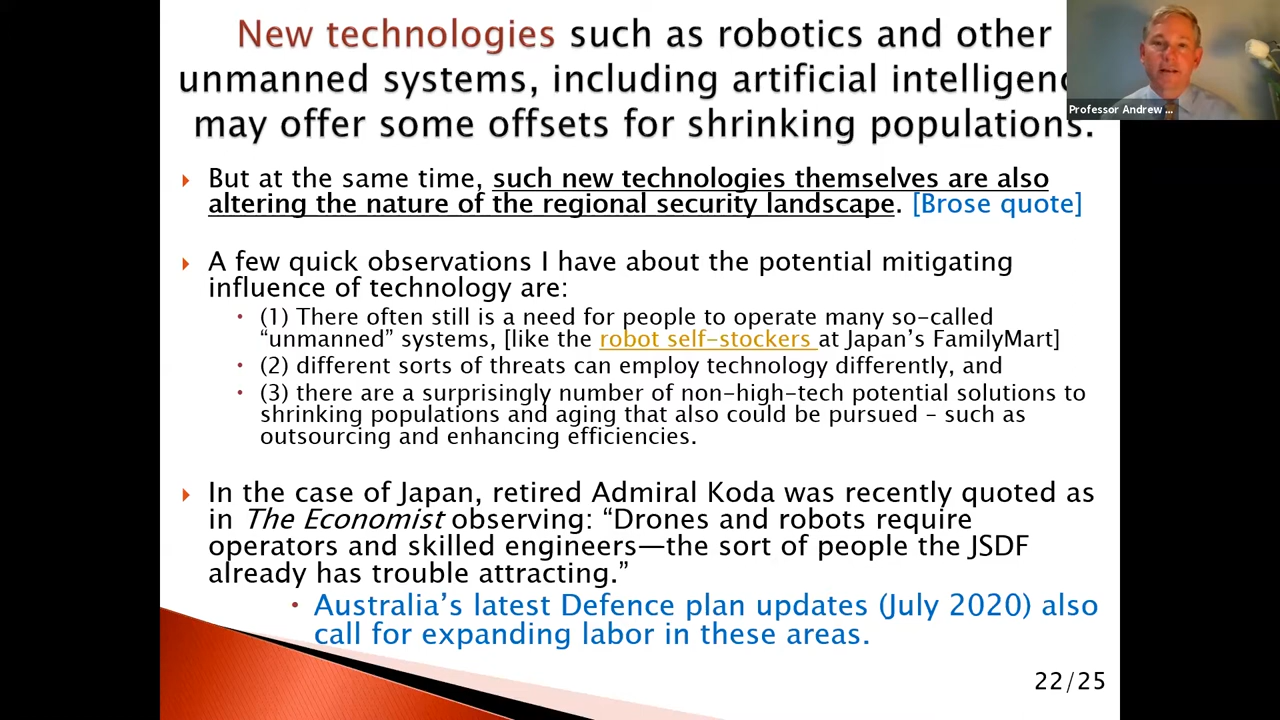 New technologies such as robotics and other
unmanned systems, including artificial intelligenc
may offer some offsets for shrinking populations.
Professor Andrew ...
But at the same time, such new technologies themselves are also
altering the nature of the regional security landscape. [Brose quote]
A few quick observations I have about the potential mitigating
influence of technology are:
(1) There often still is a need for people to operate many so-called
“unmanned” systems, [like the robot self-stockers at Japan’s FamilyMart]
(2) different sorts of threats can employ technology differently, and
(3) there are a surprisingly number of non-high-tech potential solutions to
shrinking populations and aging that also could be pursued – such as
outsourcing and enhancing efficiencies.
In the case of Japan, retired Admiral Koda was recently quoted as
in The Economist observing: “Drones and robots require
operators and skilled engineers—the sort of people the JSDF
already has trouble attracting.”
Australia’s latest Defence plan updates (July 2020) also
call for expanding labor in these areas.
22/25